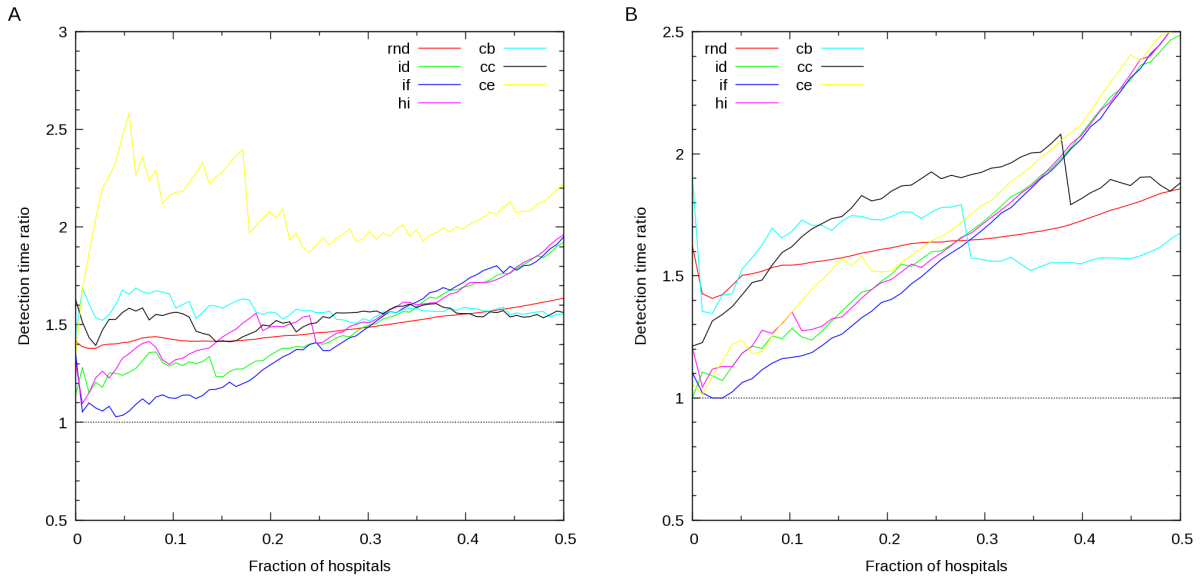 A
3
2.5
2
1.5
1
0.5
0
0.1
0.2
0.3
0.4
0.5
Detection time ratio
Fraction of hospitals
rnd
id
if
hi
cb
cc
ce
B
2.5
2
1.5
1
0.5
0
0.1
0.2
0.3
0.4
0.5
Detection time ratio
Fraction of hospitals
rnd
id
if
hi
cb
cc
ce